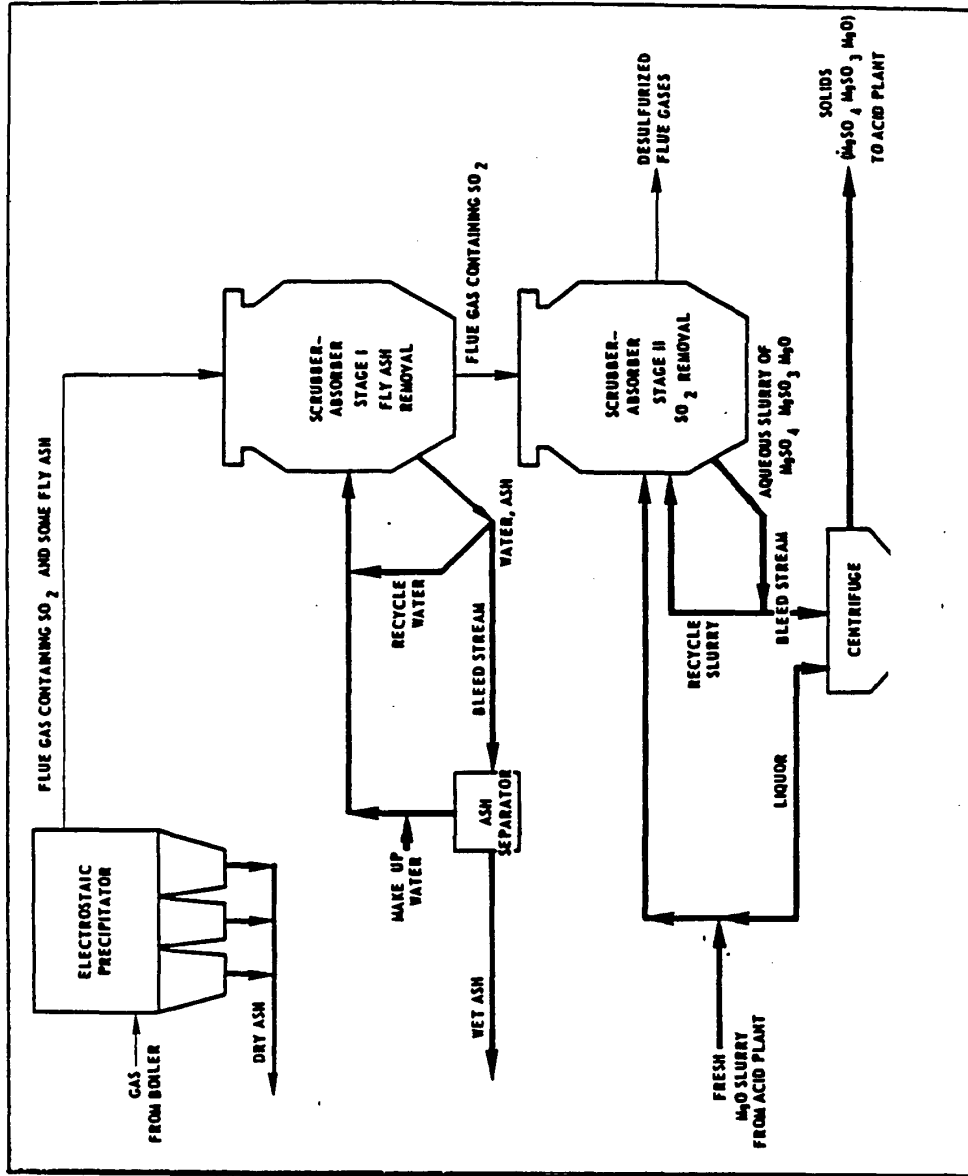 FLUE GAS CONTAINING SO2 AND SOME FLY ASH
ELECTROSTAIC
PRECIPITATOR
GAS
FROM BOILER
DRY ASH
SCRUBBER-
ABSORBER
STAGE I
FLY ASH
REMOVAL
FLUE GAS CONTAINING SO2
WATER, ASH
RECYCLE
WATER
BLEED STREAM
ASH
SEPARATOR
MAKE UP
WATER
WET ASH
SCRUBBER-
ABSORBER
STAGE II
SO2 REMOVAL
DESULFURIZED
FLUE GASES
AQUEOUS SLURRY OF
MgSO4 MgSO3 MgO
RECYCLE
SLURRY
BLEED STREAM
CENTRIFUGE
LIQUOR
FRESH
MgO SLURRY
FROM ACID PLANT
SOLIDS
(MgSO4 MgSO3 MgO)
TO ACID PLANT